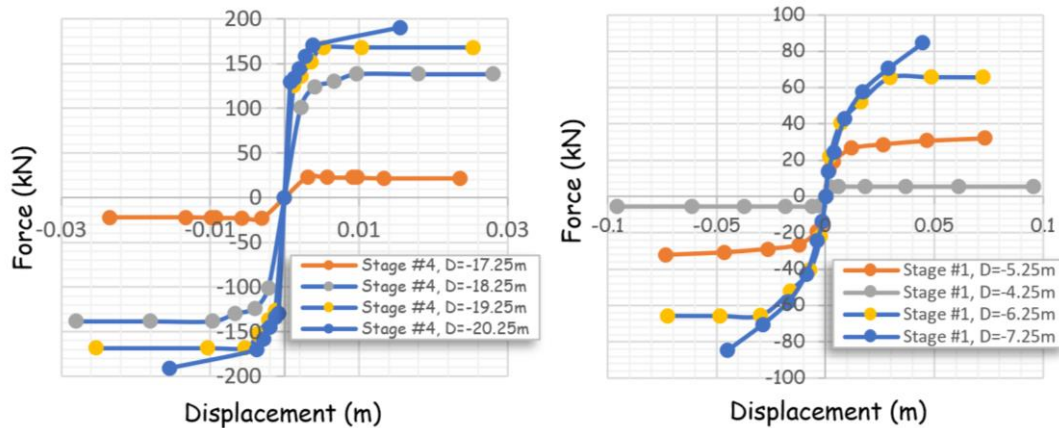 200
150
100
50
0
-50
-100
-150
-200
-0.03
-0.01
0.01
0.03
Force (kN)
Displacement (m)
Stage #4, D=-17.25m
Stage #4, D=-18.25m
Stage #4, D=-19.25m
Stage #4, D=-20.25m
100
80
60
40
20
0
-20
-40
-60
-80
-100
-0.1
-0.05
0
0.05
0.1
Force (kN)
Displacement (m)
Stage #1, D=-5.25m
Stage #1, D=-4.25m
Stage #1, D=-6.25m
Stage #1, D=-7.25m